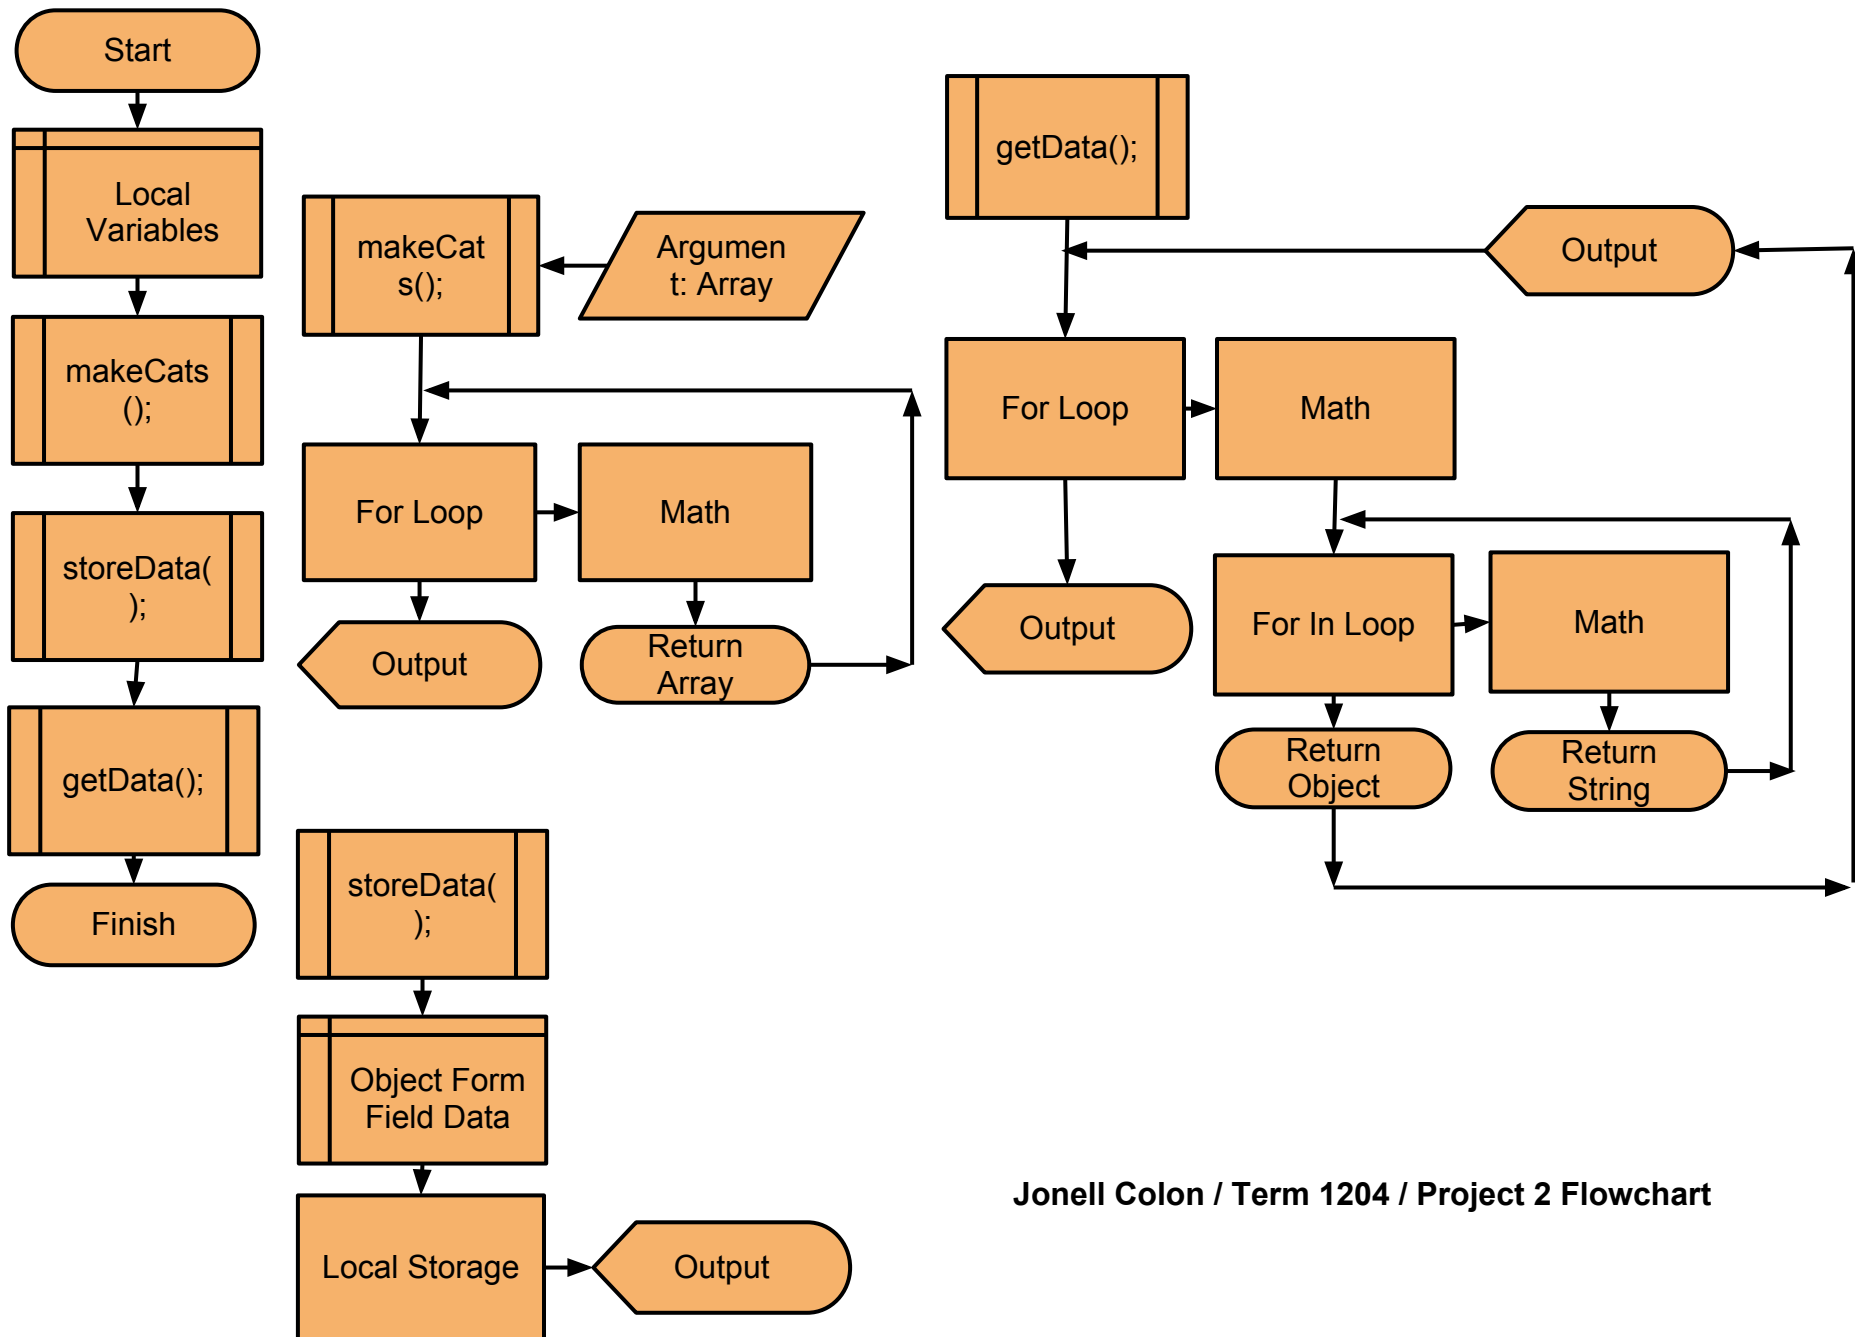 Start
Local
Variables
makeCats
();
storeData(
);
getData();
Finish
makeCat
s();
Argumen
t: Array
For Loop
Math
Output
Return
Array
storeData(
);
Object Form
Field Data
Local Storage
Output
getData();
Output
For Loop
Math
Output
For In Loop
Math
Return
Object
Return
String
Jonell Colon / Term 1204 / Project 2 Flowchart